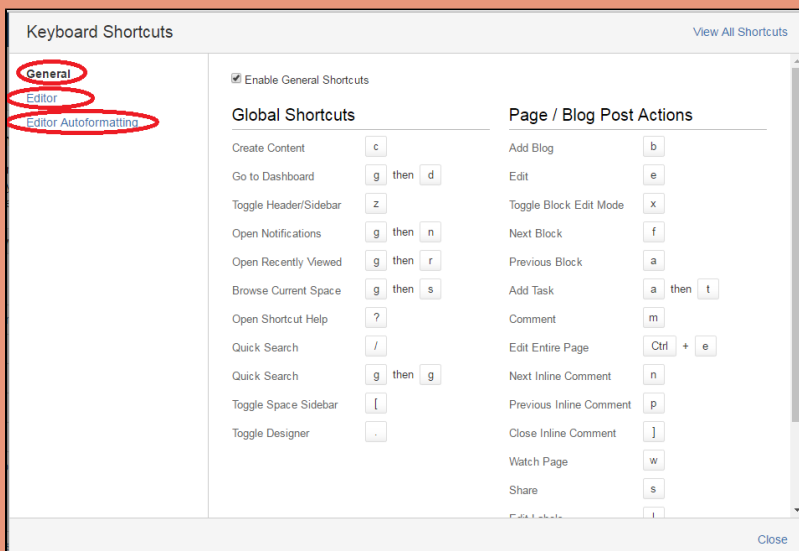 Keyboard Shortcuts
View All Shortcuts
General
Editor
Editor Autoformatting
Enable General Shortcuts
Global Shortcuts
Create Content c
Go to Dashboard g then d
Toggle Header/Sidebar z
Open Notifications g then n
Open Recently Viewed g then r
Browse Current Space g then s
Open Shortcut Help ?
Quick Search /
Quick Search g then g
Toggle Space Sidebar [
Toggle Designer .
Page / Blog Post Actions
Add Blog b
Edit e
Toggle Block Edit Mode x
Next Block f
Previous Block a
Add Task a then t
Comment m
Edit Entire Page Ctrl + e
Next Inline Comment n
Previous Inline Comment p
Close Inline Comment ]
Watch Page w
Share s
Edit Labels l
Close